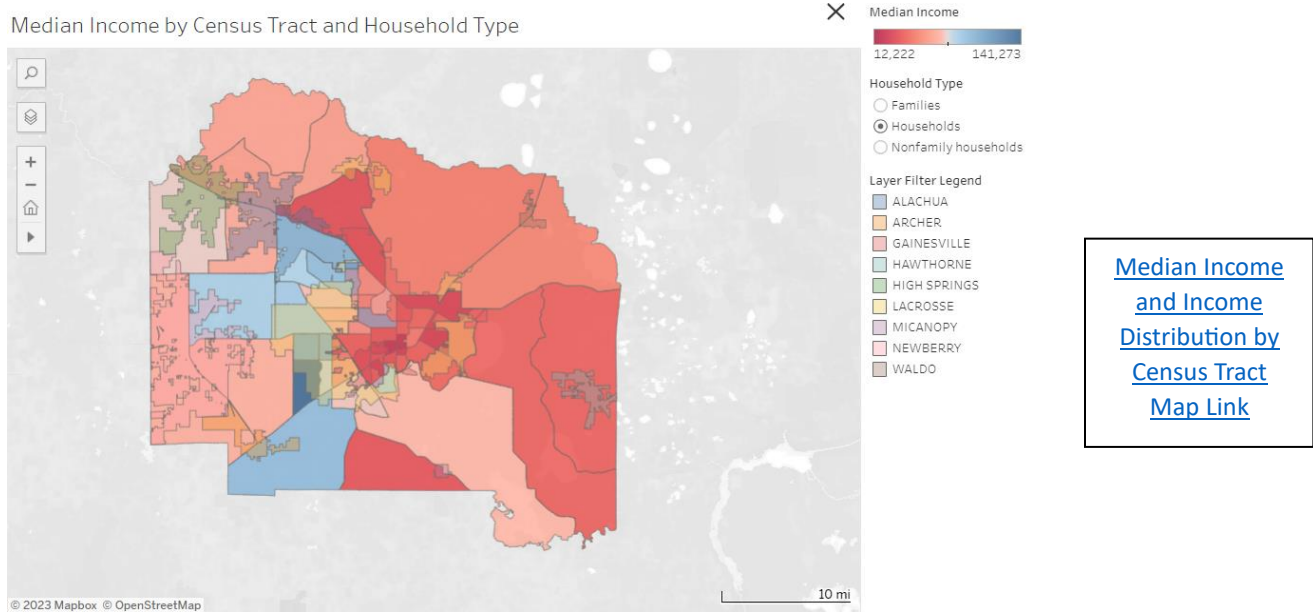 Median Income by Census Tract and Household Type
Median Income
12,222 141,273
Household Type
Families
Households
Nonfamily households
Layer Filter Legend
ALACHUA
ARCHER
GAINESVILLE
HAWTHORNE
HIGH SPRINGS
LACROSSE
MICANOPY
NEWBERRY
WALDO
Median Income
and Income
Distribution by
Census Tract
Map Link
10 mi
© 2023 Mapbox © OpenStreetMap